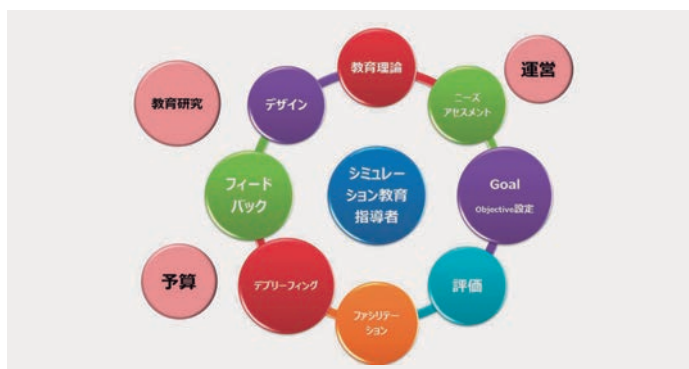 教育理論
運営
ニーズ
アセスメント
教育研究
デザイン
フィード
バック
シミュレー
ション教育
指導者
Goal
Objective設定
予算
デブリーフィング
評価
ファシリテー
ション